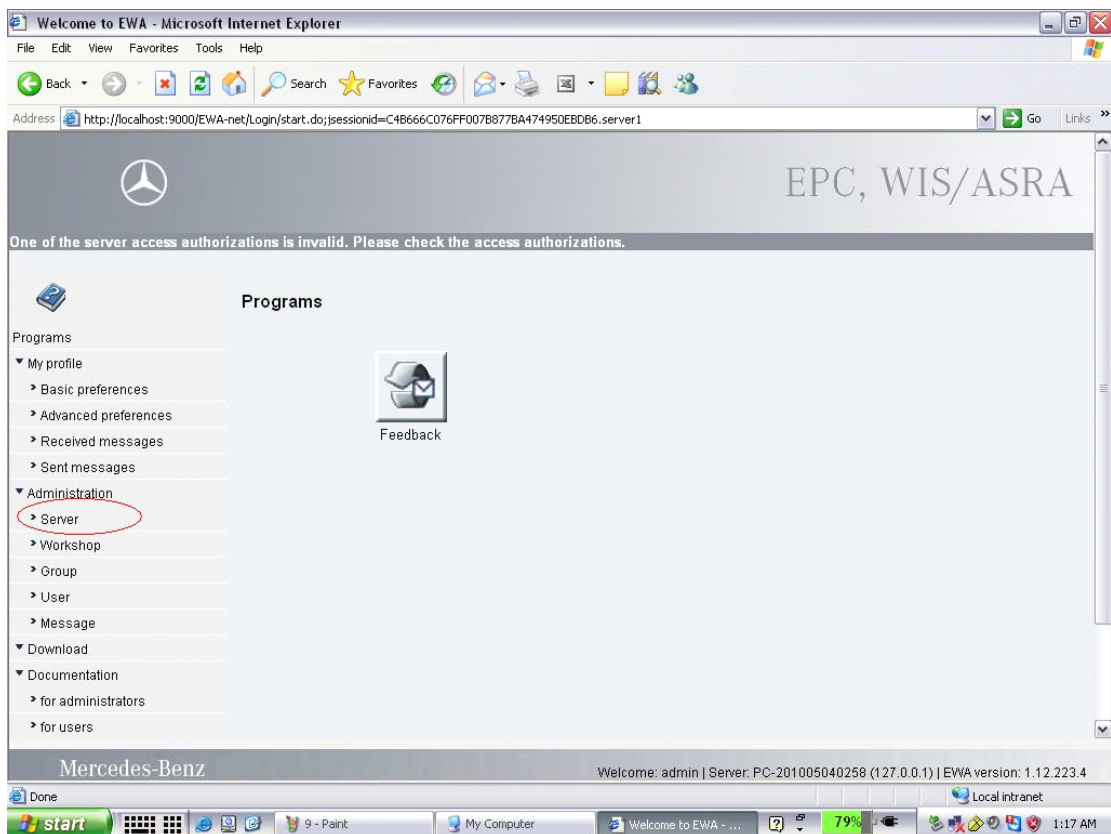 Welcome to EWA - Microsoft Internet Explorer
File Edit View Favorites Tools Help
Back Search Favorites
Address http://localhost:9000/EWA-net/Login/start.do;jsessionid=C4B666C076FF007B877BA474950EBDB6.server1 Go Links »
EPC, WIS/ASRA
One of the server access authorizations is invalid. Please check the access authorizations.
Programs
Programs
My profile
Basic preferences
Advanced preferences
Received messages
Sent messages
Feedback
Administration
Server
Workshop
Group
User
Message
Download
Documentation
for administrators
for users
Mercedes-Benz
Welcome: admin | Server: PC-201005040258 (127.0.0.1) | EWA version: 1.12.223.4
Done Local intranet
start 9 - Paint My Computer Welcome to EWA - ... 79% 1:17 AM